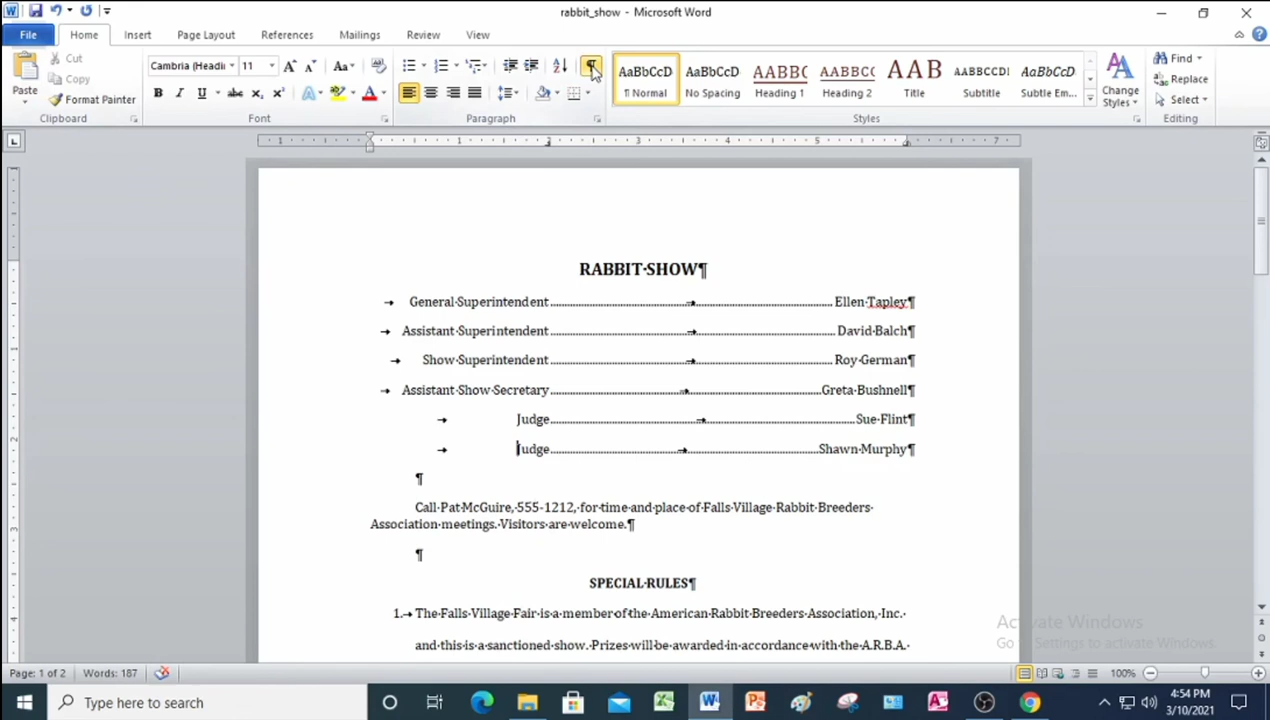 rabbit_show - Microsoft Word
File Home Insert Page Layout References Mailings Review View
Paste Cut Copy Format Painter Clipboard
Cambria (Headi 11 Font
Paragraph
AaBbCcD ¶ Normal
AaBbCcD No Spacing
AABBC Heading 1
AABBCC Heading 2
AAB Title
AABBCCDI Subtitle
AaBbCcD Subtle Em...
Change Styles
Styles
Find Replace Select Editing
RABBIT·SHOW¶
→ General·Superintendent → Ellen·Tapley¶
→ Assistant·Superintendent → David·Balch¶
→ Show·Superintendent → Roy·German¶
→ Assistant·Show·Secretary → Greta·Bushnell¶
→ Judge → Sue·Flint¶
→ Judge → Shawn·Murphy¶
¶
Call·Pat·McGuire,·555-1212,·for·time·and·place·of·Falls·Village·Rabbit·Breeders·
Association·meetings.·Visitors·are·welcome.¶
¶
SPECIAL·RULES¶
1.→The·Falls·Village·Fair·is·a·member·of·the·American·Rabbit·Breeders·Association,·Inc.·
and·this·is·a·sanctioned·show.·Prizes·will·be·awarded·in·accordance·with·the·A.R.B.A.·
Activate Windows
Go to Settings to activate Windows.
Page: 1 of 2 Words: 187 100%
Type here to search
4:54 PM
3/10/2021